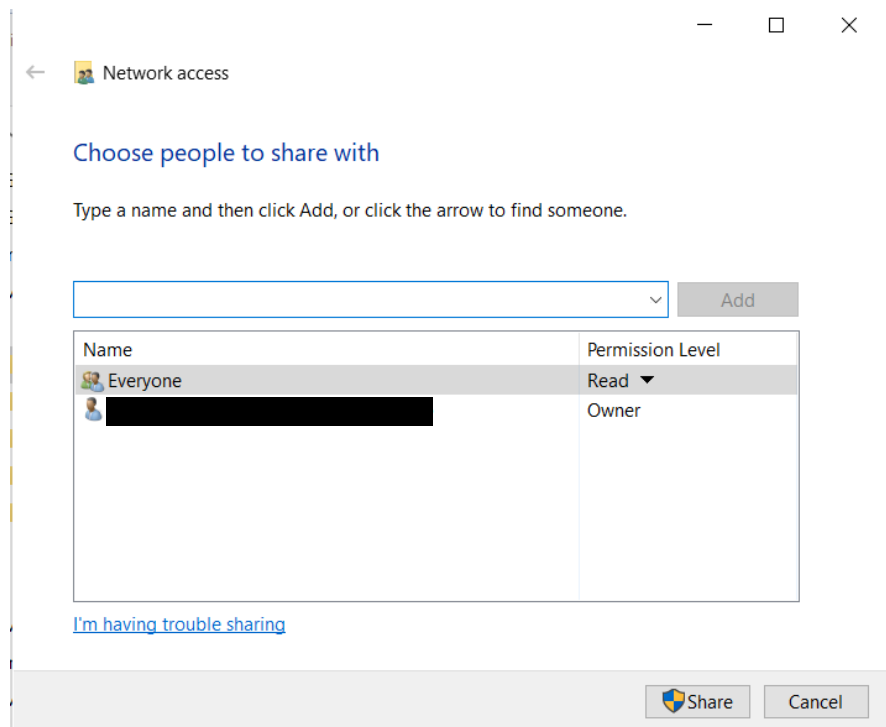 Network access
Choose people to share with
Type a name and then click Add, or click the arrow to find someone.
Add
Name Permission Level
Everyone Read
Owner
I'm having trouble sharing
Share Cancel